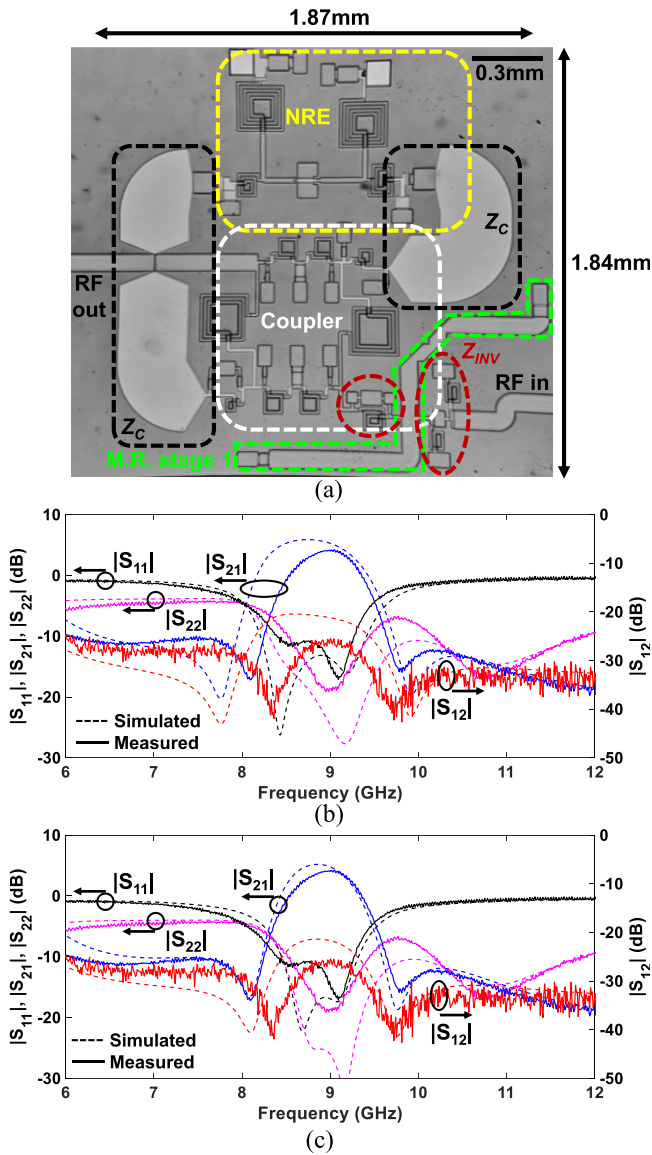 1.87mm
0.3mm
NRE
Z_C
1.84mm
RF
out
Coupler
Z_INV
RF in
Z_C
M.R. stage 1
(a)
|S11|, |S21|, |S22| (dB)
10
0
-10
-20
-30
|S11|
|S21|
|S22|
|S12|
Simulated
Measured
0
-10
-20
-30
-40
-50
|S12| (dB)
6 7 8 9 10 11 12
Frequency (GHz)
(b)
|S11|, |S21|, |S22| (dB)
10
0
-10
-20
-30
|S11|
|S21|
|S22|
|S12|
Simulated
Measured
0
-10
-20
-30
-40
-50
|S12| (dB)
6 7 8 9 10 11 12
Frequency (GHz)
(c)